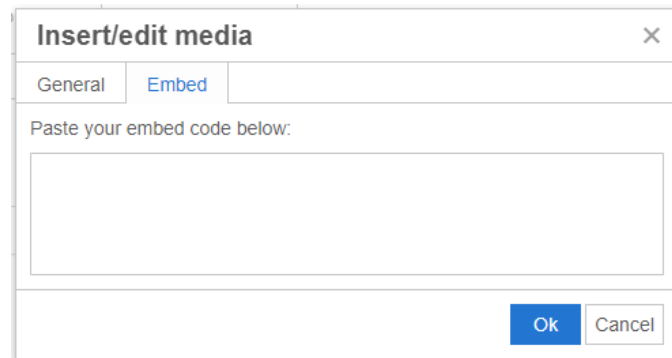 Insert/edit media
General Embed
Paste your embed code below:
Ok Cancel